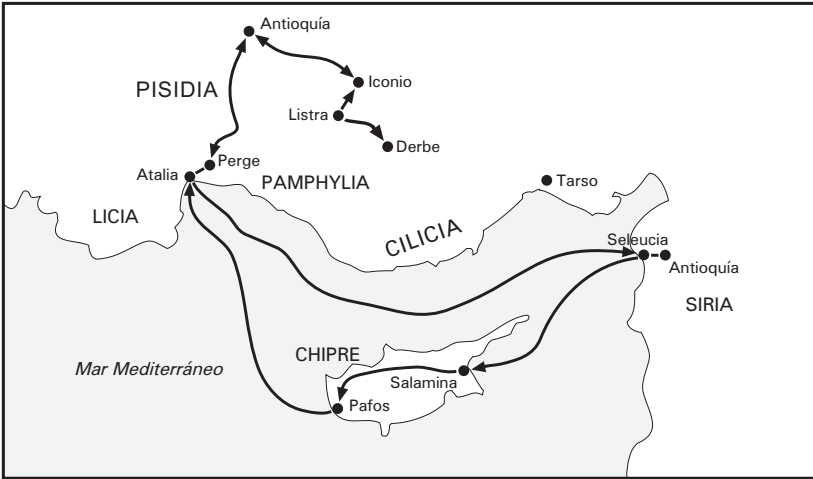 Antioquía
PISIDIA
Iconio
Listra
Derbe
Perge
Atalia
PAMPHYLIA
Tarso
LICIA
CILICIA
Seleucia
Antioquía
SIRIA
CHIPRE
Mar Mediterráneo
Salamina
Pafos